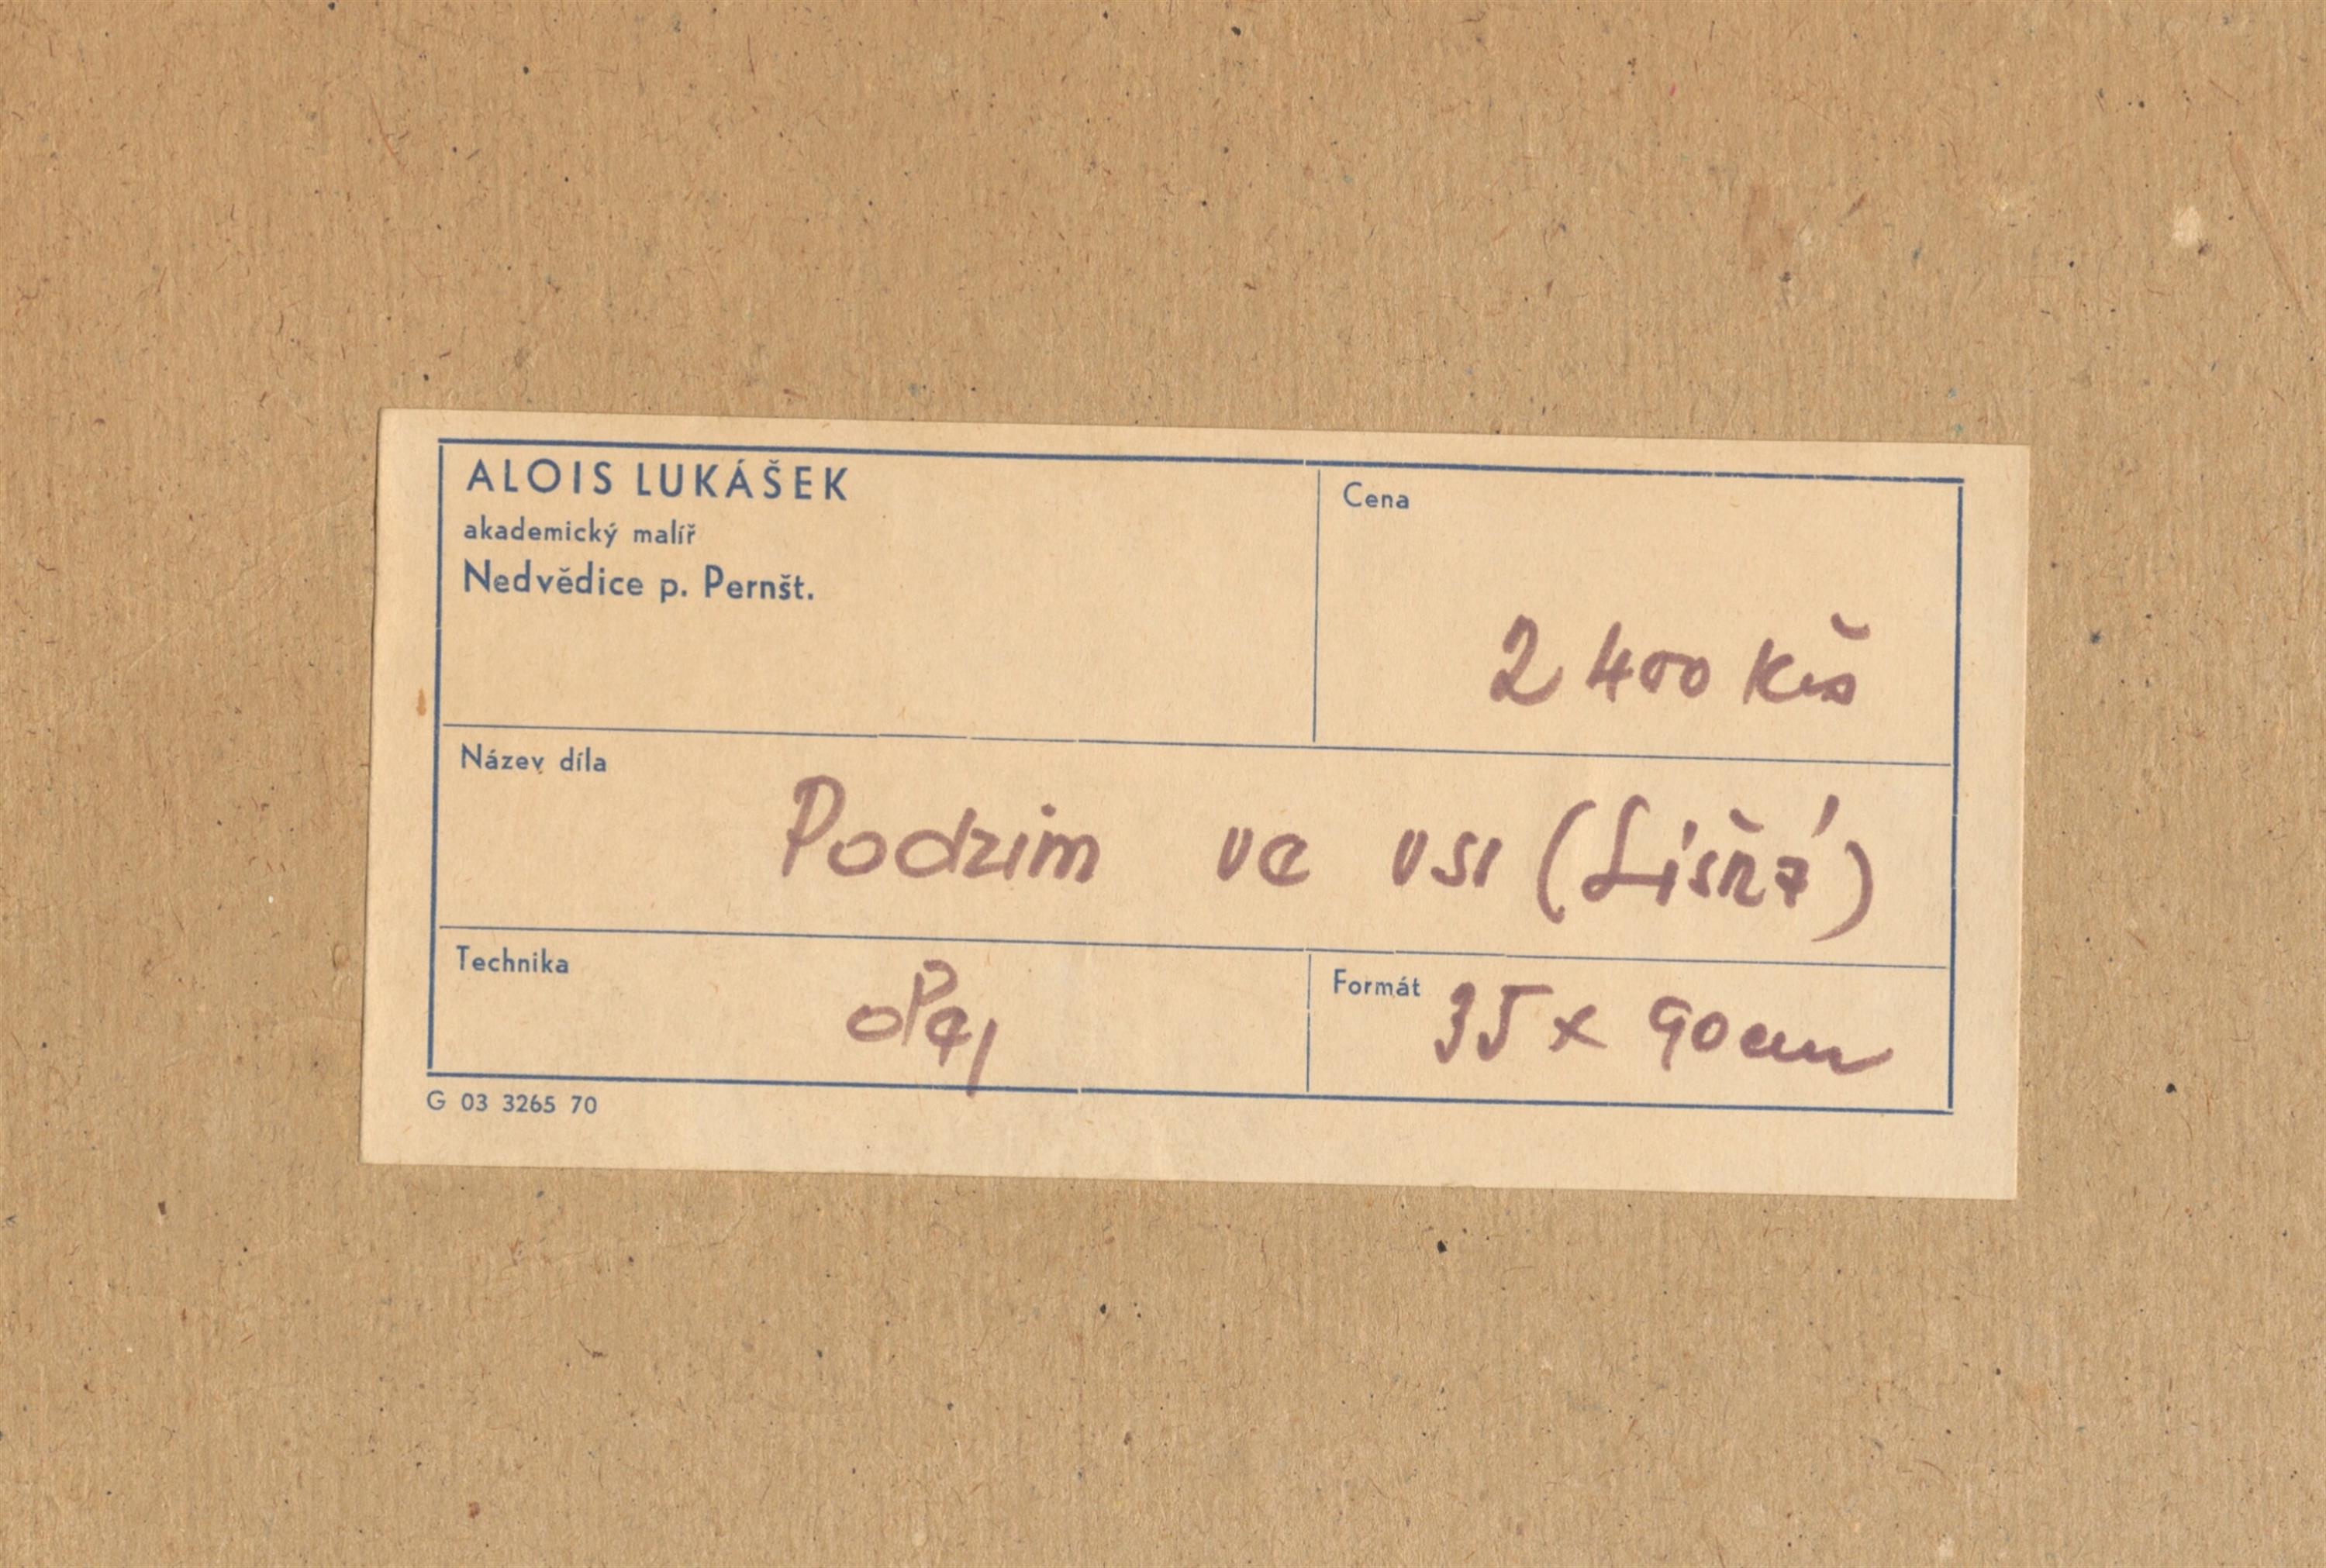 ALOIS LUKÁŠEK
akademický malíř
Nedvědice p. Pernšt.
Cena
2 400 Kčs
Název díla
Podzim ve vsi (Líšná)
Technika
olej
Formát 35 x 90 cm
G 03 3265 70